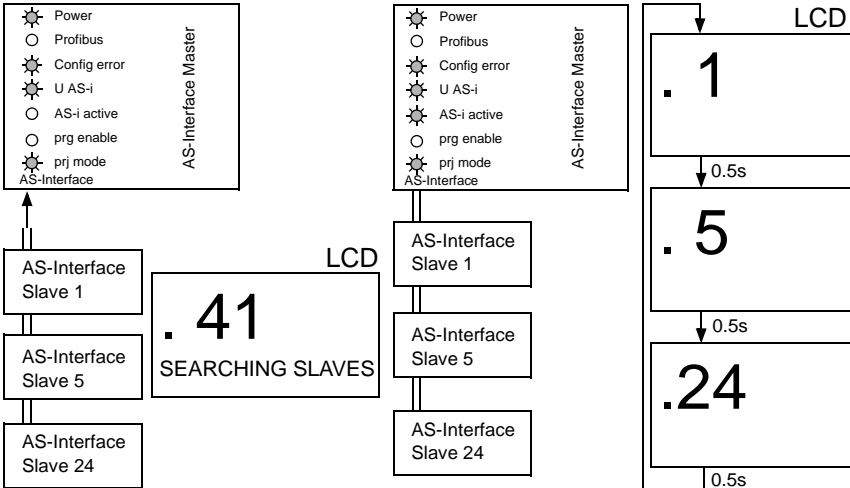 Power
Profibus
Config error
U AS-i
AS-i active
prg enable
prj mode
AS-Interface
AS-Interface Master
AS-Interface
Slave 1
AS-Interface
Slave 5
AS-Interface
Slave 24
LCD
. 41
SEARCHING SLAVES
Power
Profibus
Config error
U AS-i
AS-i active
prg enable
prj mode
AS-Interface
AS-Interface Master
AS-Interface
Slave 1
AS-Interface
Slave 5
AS-Interface
Slave 24
LCD
. 1
0.5s
. 5
0.5s
.24
0.5s